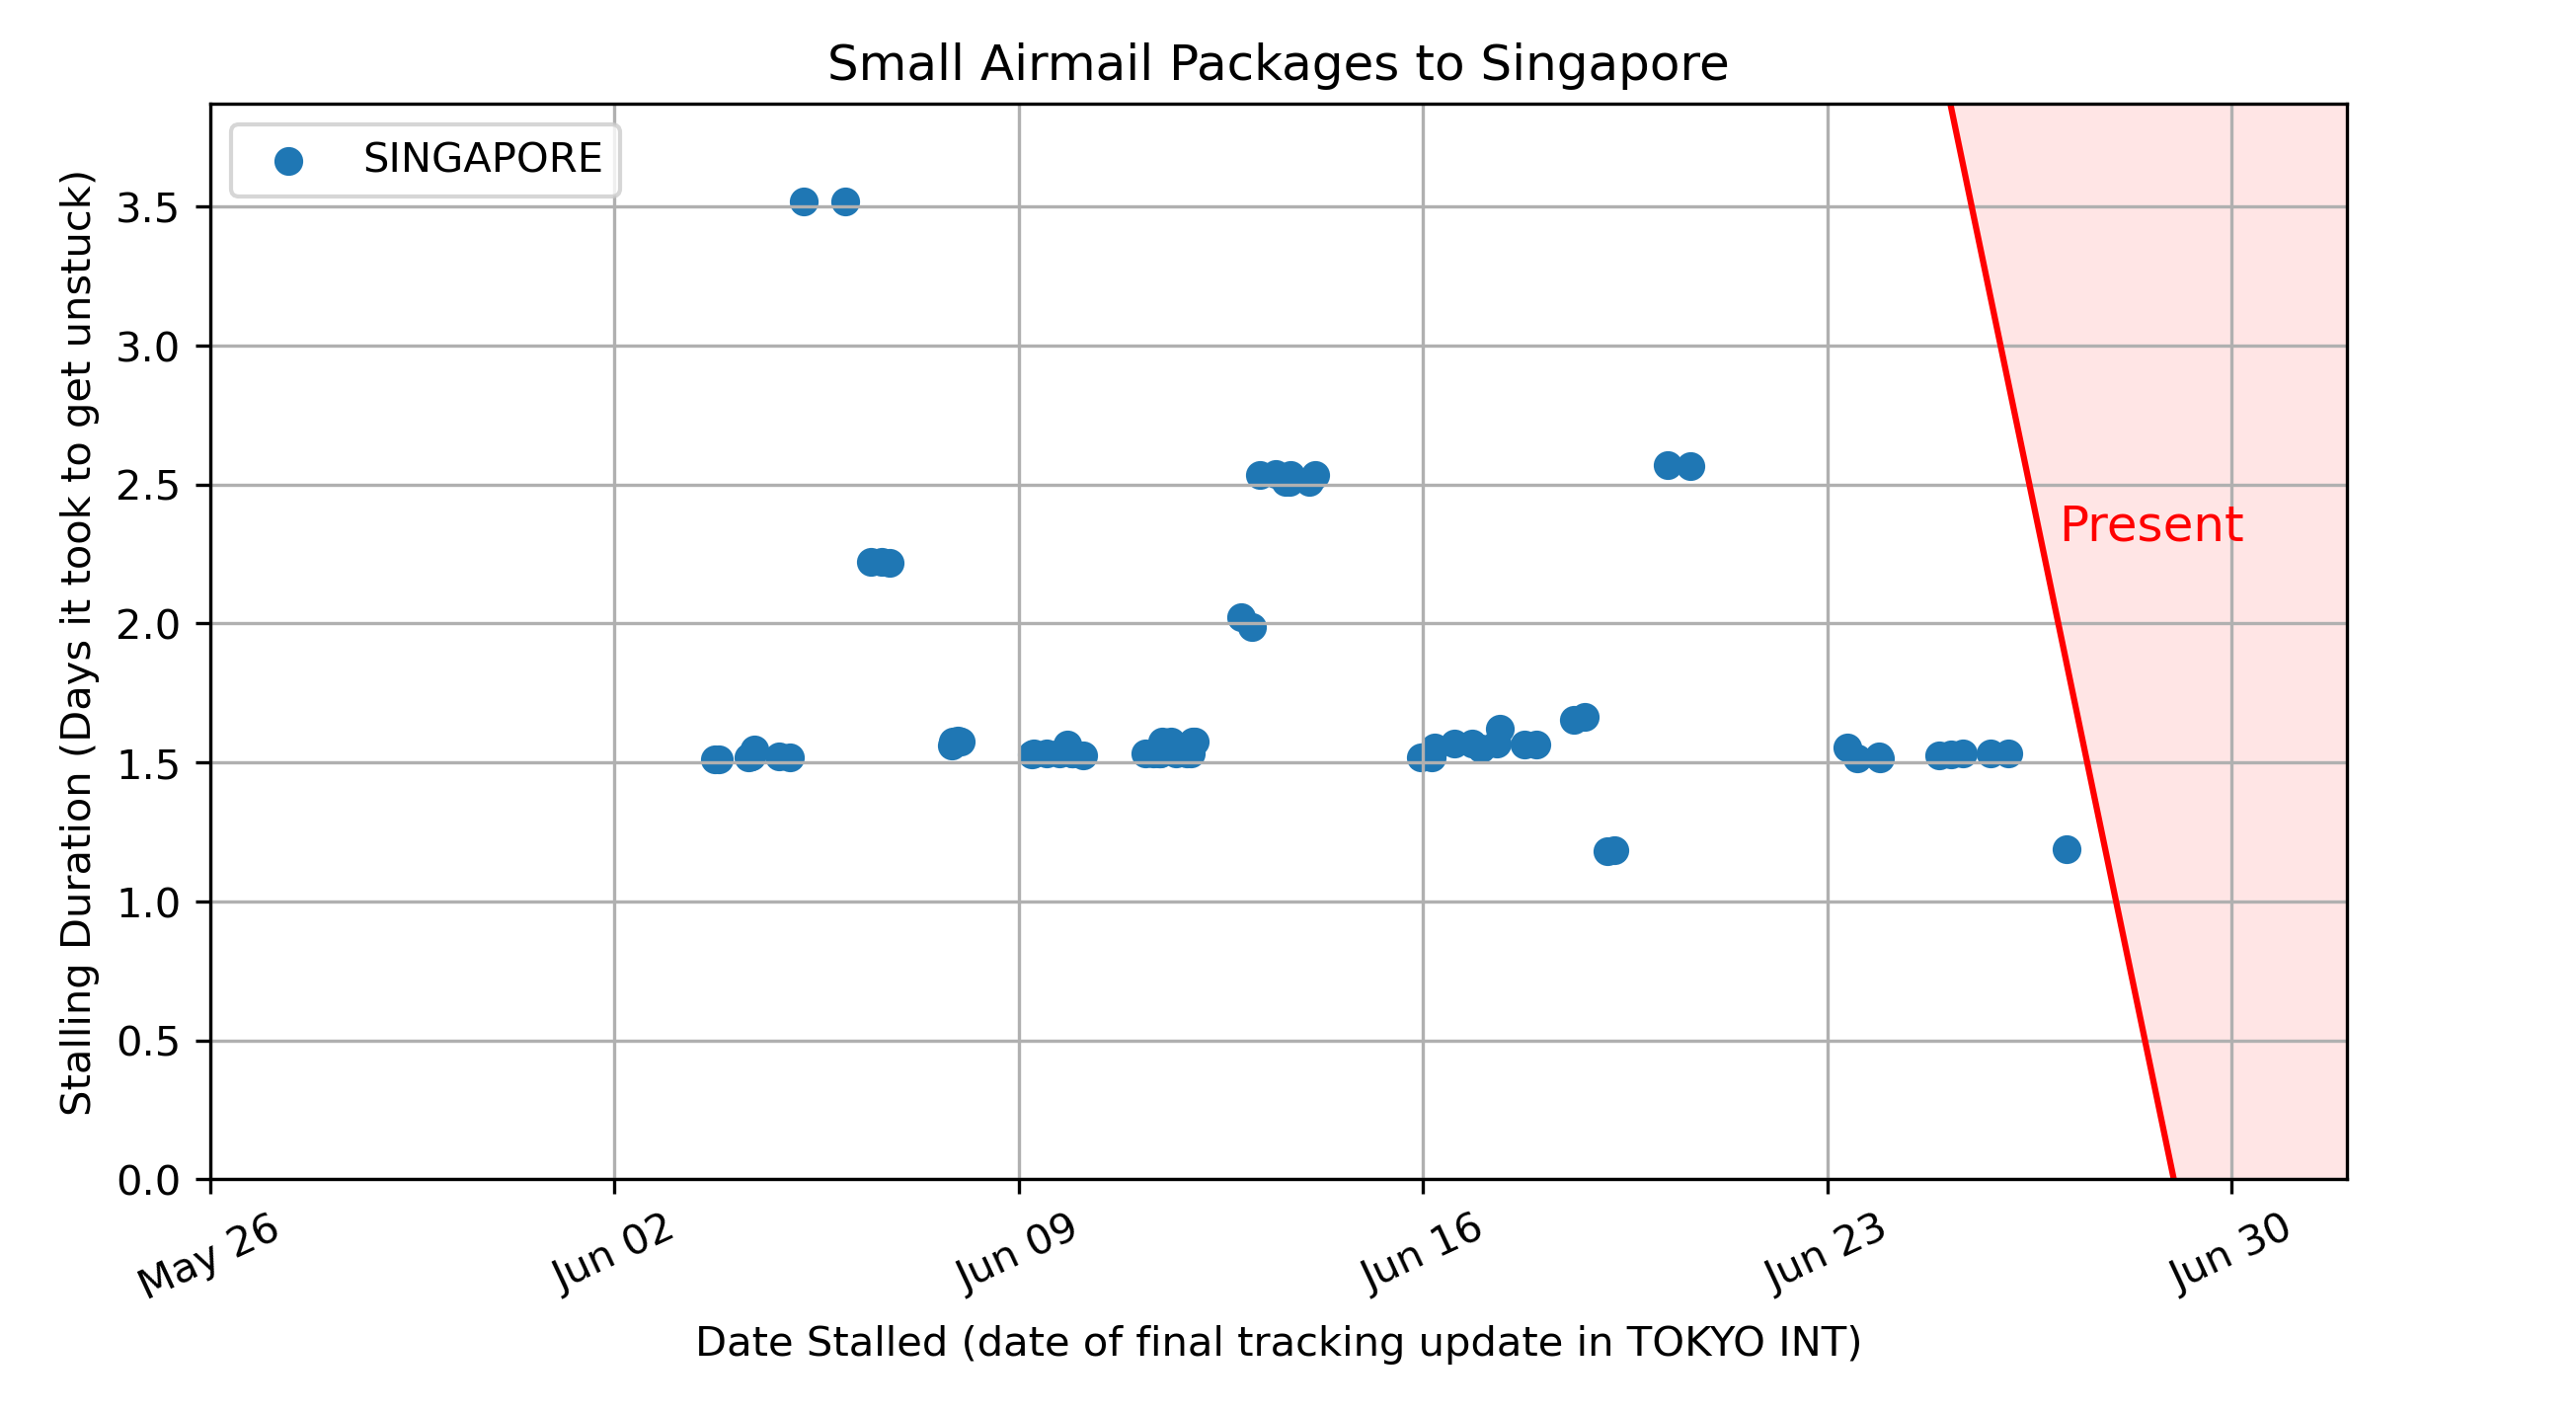 Small Airmail Packages to Singapore
SINGAPORE
Stalling Duration (Days it took to get unstuck)
3.5
3.0
2.5
2.0
1.5
1.0
0.5
0.0
Present
May 26
Jun 02
Jun 09
Jun 16
Jun 23
Jun 30
Date Stalled (date of final tracking update in TOKYO INT)